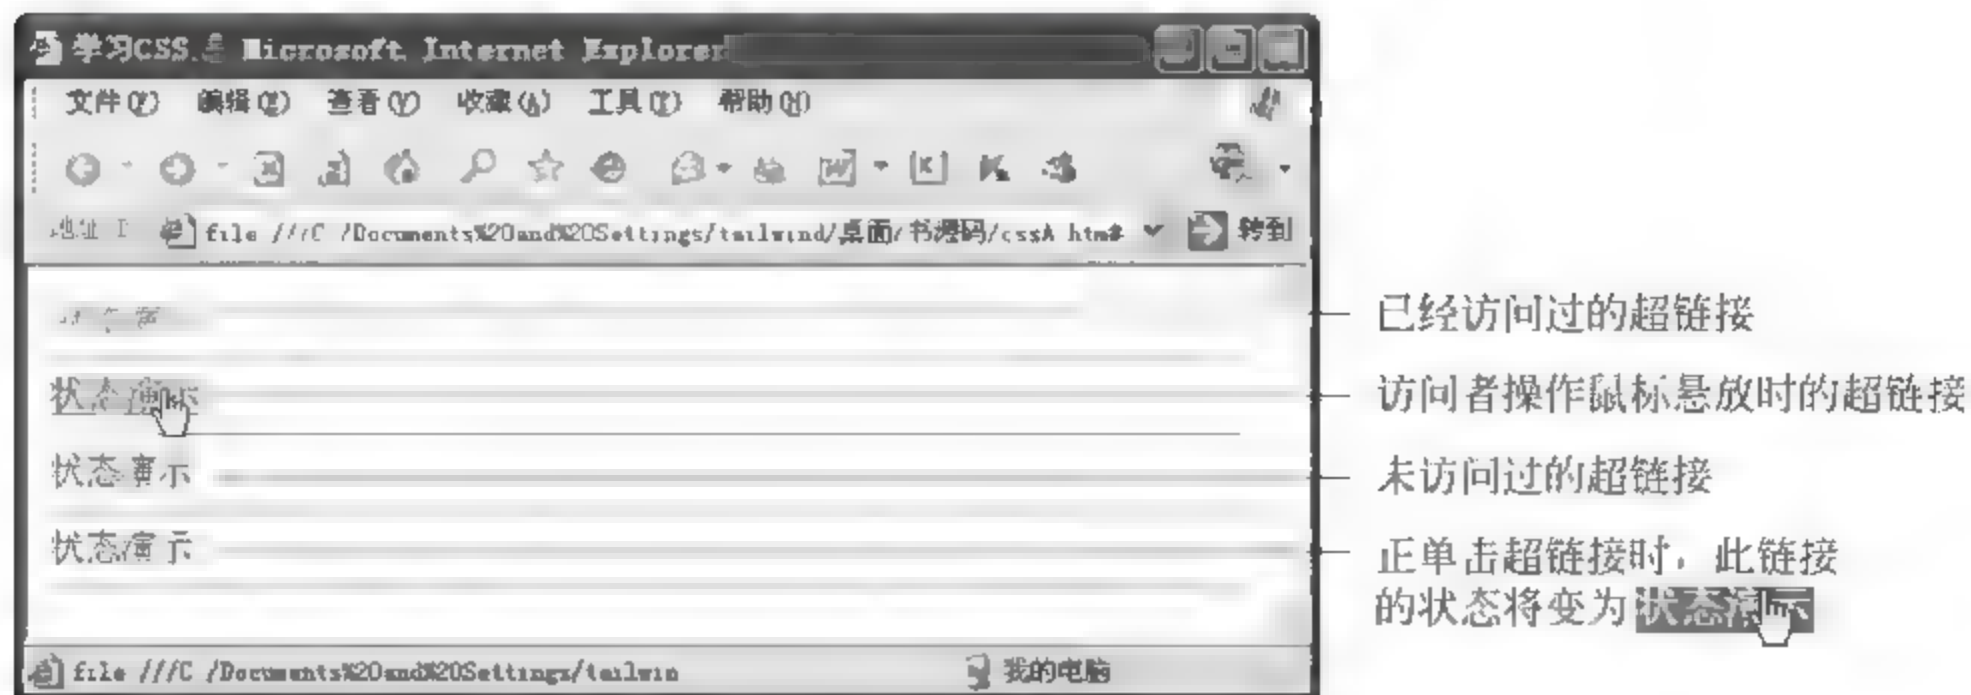 学习CSS Microsoft Internet Explorer
文件(F) 编辑(E) 查看(V) 收藏(A) 工具(T) 帮助(H)
地址 file ///C /Documents%20and%20Settings/tailwind/桌面/书源码/cssA htm# 转到
已经访问过的超链接
状态演示 访问者操作鼠标悬放时的超链接
状态演示 未访问过的超链接
状态演示 正单击超链接时，此链接
的状态将变为 状态演示
file ///C /Documents%20and%20Settings/tailwin 我的电脑